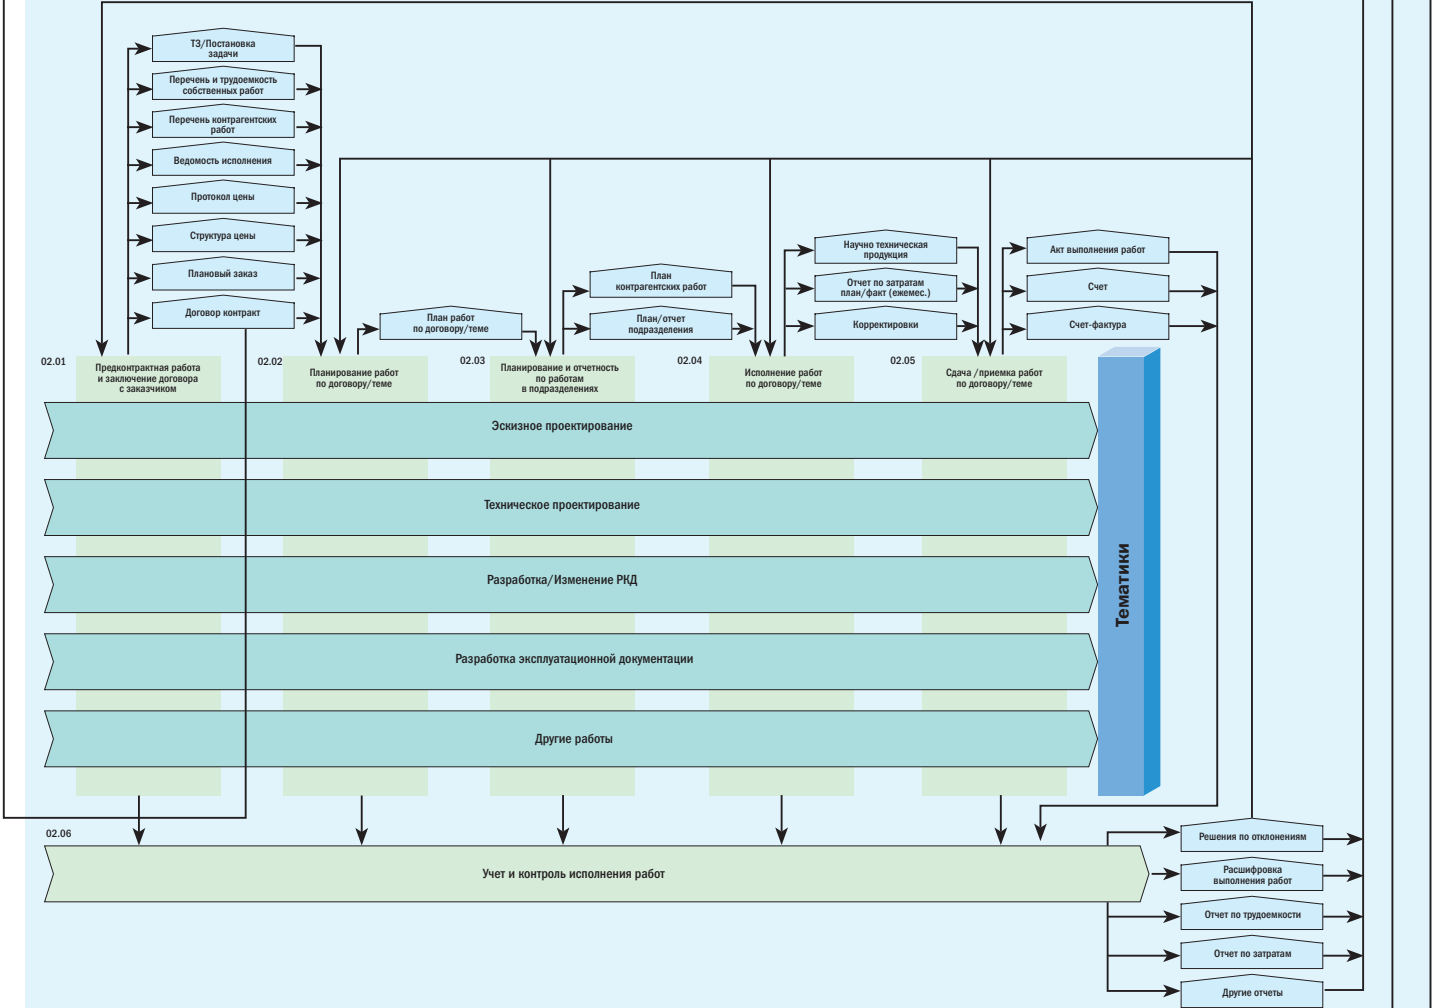 ТЗ/Постановка
задачи
Перечень и трудоемкость
собственных работ
Перечень контрагентских
работ
Ведомость исполнения
Протокол цены
Структура цены
Плановый заказ
Договор контракт
План работ
по договору/теме
План
контрагентских работ
План/отчет
подразделения
Научно техническая
продукция
Отчет по затратам
план/факт (ежемес.)
Корректировки
Акт выполнения работ
Счет
Счет-фактура
02.01
Предконтрактная работа
и заключение договора
с заказчиком
02.02
Планирование работ
по договору/теме
02.03
Планирование и отчетность
по работам
в подразделениях
02.04
Исполнение работ
по договору/теме
02.05
Сдача /приемка работ
по договору/теме
Эскизное проектирование
Техническое проектирование
Разработка/Изменение РКД
Разработка эксплуатационной документации
Другие работы
Тематики
02.06
Учет и контроль исполнения работ
Решения по отклонениям
Расшифровка
выполнения работ
Отчет по трудоемкости
Отчет по затратам
Другие отчеты